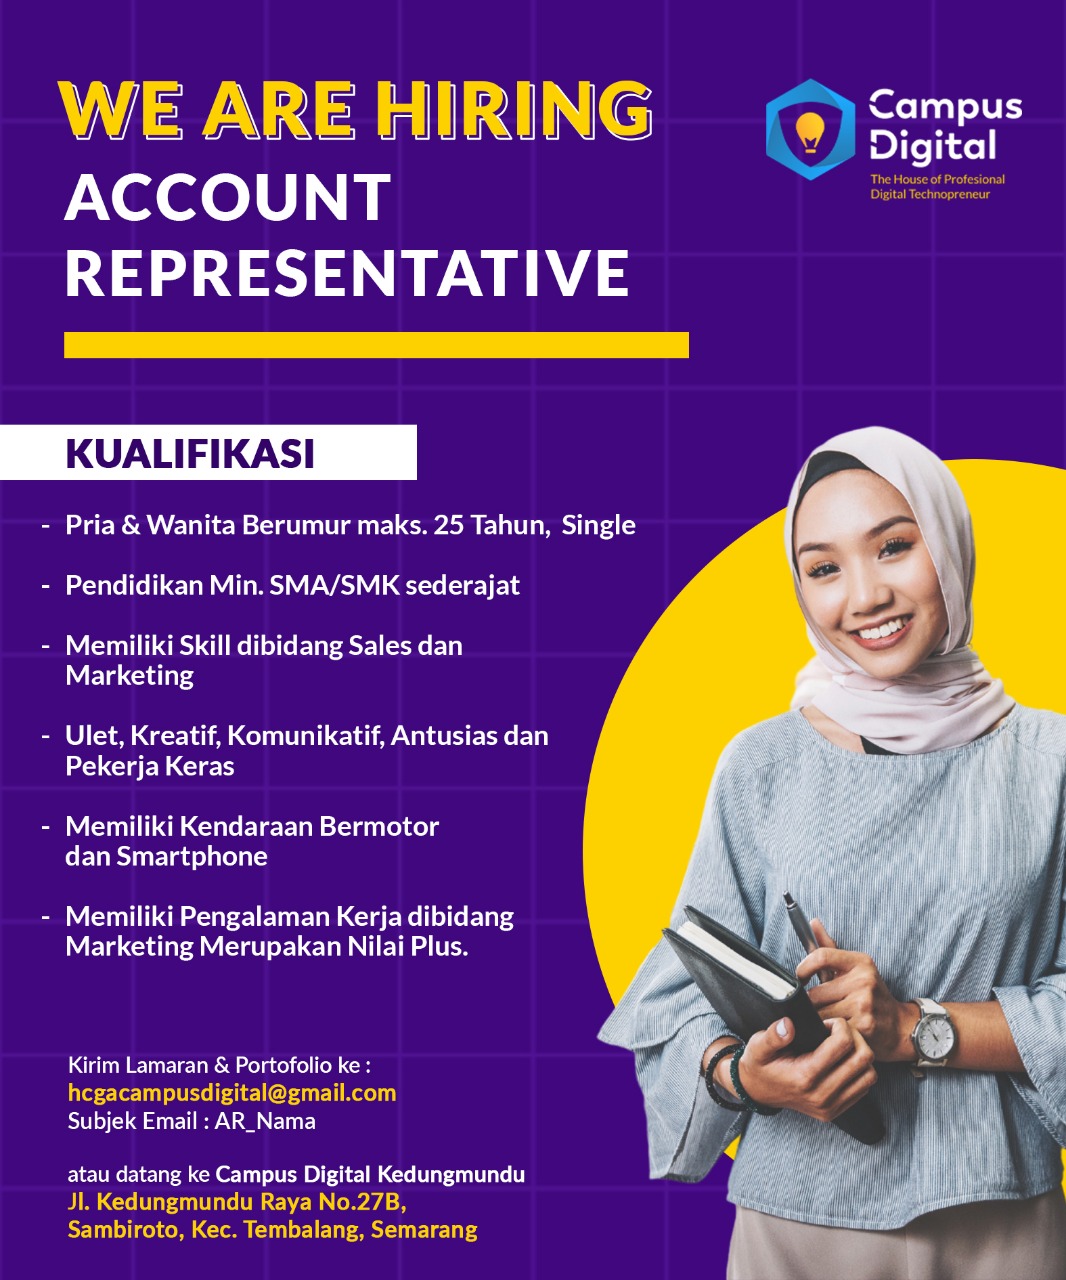 WE ARE HIRING
ACCOUNT
REPRESENTATIVE
Campus
Digital
The House of Profesional
Digital Technopreneur
KUALIFIKASI
- Pria & Wanita Berumur maks. 25 Tahun, Single
- Pendidikan Min. SMA/SMK sederajat
- Memiliki Skill dibidang Sales dan
Marketing
- Ulet, Kreatif, Komunikatif, Antusias dan
Pekerja Keras
- Memiliki Kendaraan Bermotor
dan Smartphone
- Memiliki Pengalaman Kerja dibidang
Marketing Merupakan Nilai Plus.
Kirim Lamaran & Portofolio ke :
hcgacampusdigital@gmail.com
Subjek Email : AR_Nama
atau datang ke Campus Digital Kedungmundu
Jl. Kedungmundu Raya No.27B,
Sambiroto, Kec. Tembalang, Semarang